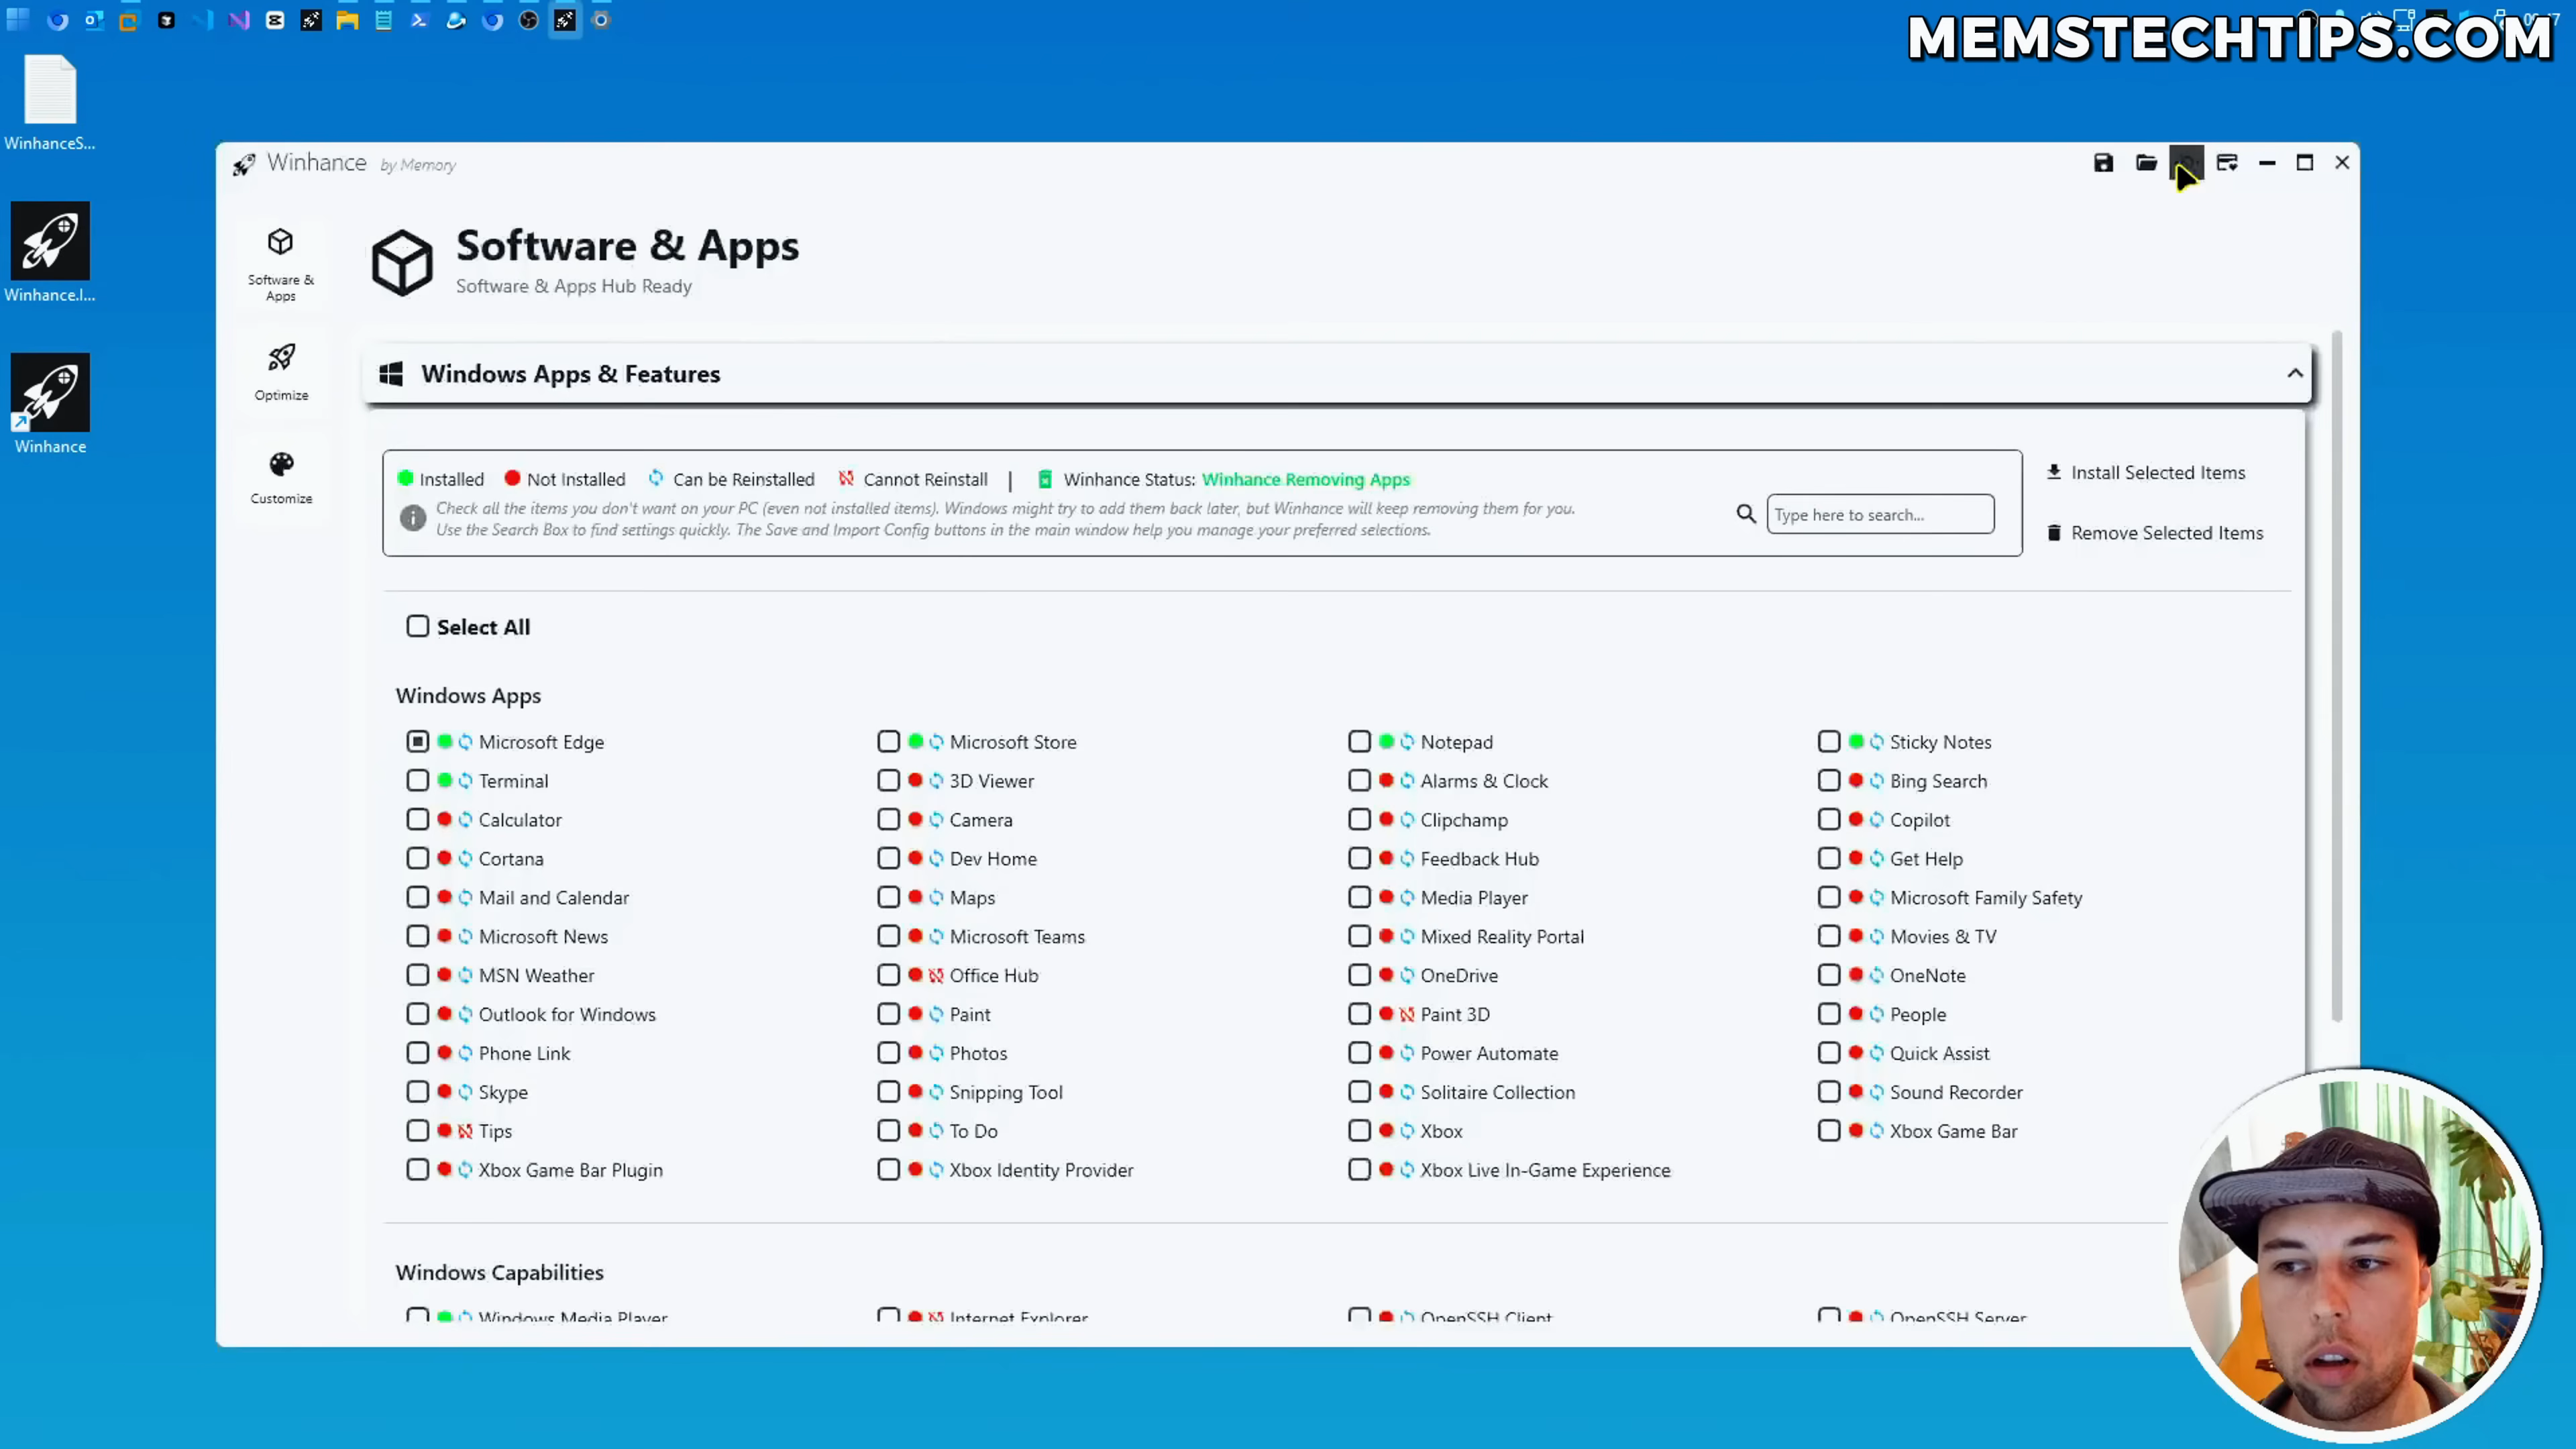 MEMSTECHTIPS.COM
WinhanceS...
Winhance.l...
Winhance
Winhance by Memory
Software & Apps
Optimize
Customize
Software & Apps
Software & Apps Hub Ready
Windows Apps & Features
Installed Not Installed Can be Reinstalled Cannot Reinstall | Winhance Status: Winhance Removing Apps
Check all the items you don't want on your PC (even not installed items). Windows might try to add them back later, but Winhance will keep removing them for you.
Use the Search Box to find settings quickly. The Save and Import Config buttons in the main window help you manage your preferred selections.
Type here to search...
Install Selected Items
Remove Selected Items
Select All
Windows Apps
Microsoft Edge Microsoft Store Notepad Sticky Notes
Terminal 3D Viewer Alarms & Clock Bing Search
Calculator Camera Clipchamp Copilot
Cortana Dev Home Feedback Hub Get Help
Mail and Calendar Maps Media Player Microsoft Family Safety
Microsoft News Microsoft Teams Mixed Reality Portal Movies & TV
MSN Weather Office Hub OneDrive OneNote
Outlook for Windows Paint Paint 3D People
Phone Link Photos Power Automate Quick Assist
Skype Snipping Tool Solitaire Collection Sound Recorder
Tips To Do Xbox Xbox Game Bar
Xbox Game Bar Plugin Xbox Identity Provider Xbox Live In-Game Experience
Windows Capabilities
Windows Media Player Internet Explorer OpenSSH Client OpenSSH Server